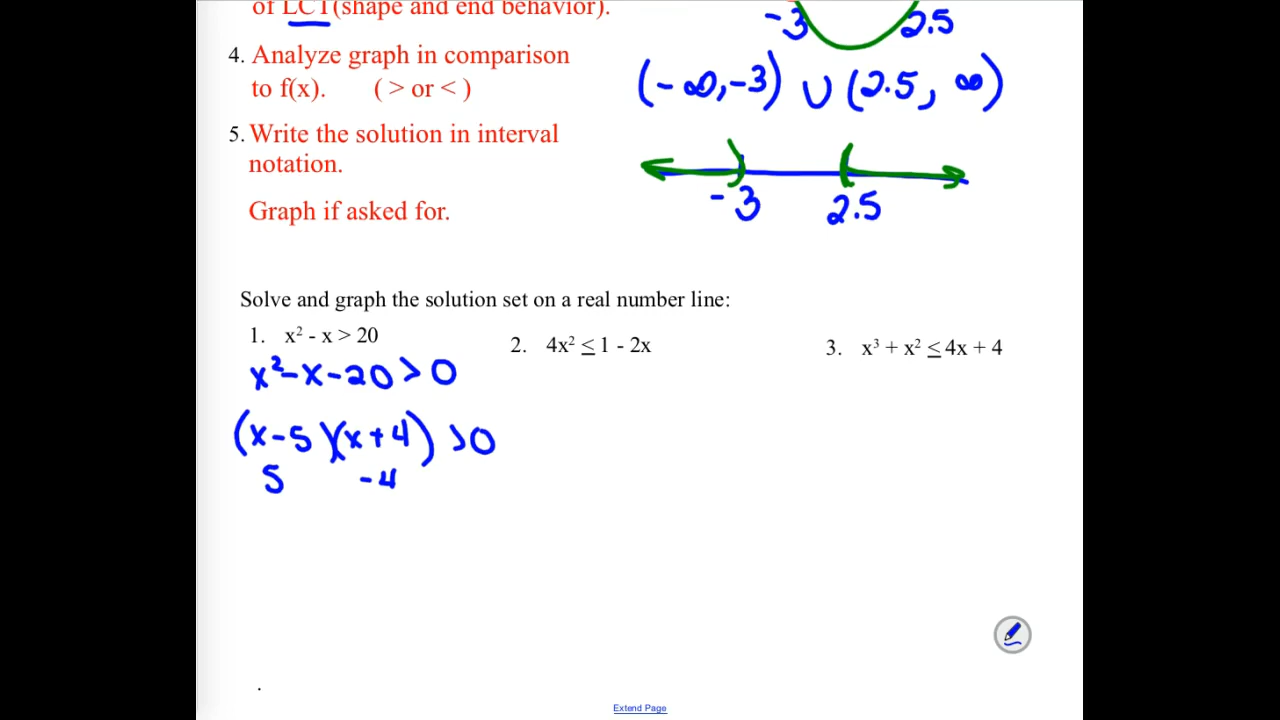 of LCT(shape and end behavior).
-3 2.5
4. Analyze graph in comparison
to f(x). ( > or < )
(-∞,-3) ∪ (2.5, ∞)
5. Write the solution in interval
notation.
-3 2.5
Graph if asked for.
Solve and graph the solution set on a real number line:
1. x² - x > 20
2. 4x² ≤ 1 - 2x
3. x³ + x² ≤ 4x + 4
x²-x-20>0
(x-5)(x+4)>0
5 -4
.
Extend Page